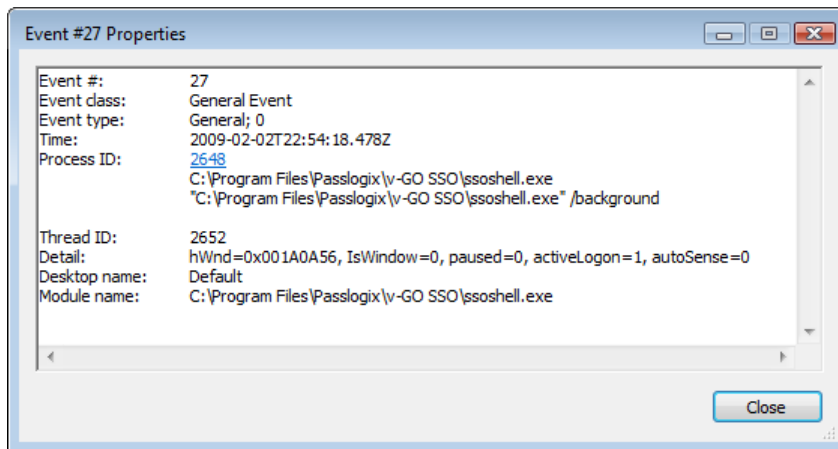 Event #27 Properties
Event #: 27
Event class: General Event
Event type: General; 0
Time: 2009-02-02T22:54:18.478Z
Process ID: 2648
C:\Program Files\Passlogix\v-GO SSO\ssoshell.exe
"C:\Program Files\Passlogix\v-GO SSO\ssoshell.exe" /background
Thread ID: 2652
Detail: hWnd=0x001A0A56, IsWindow=0, paused=0, activeLogon=1, autoSense=0
Desktop name: Default
Module name: C:\Program Files\Passlogix\v-GO SSO\ssoshell.exe
Close